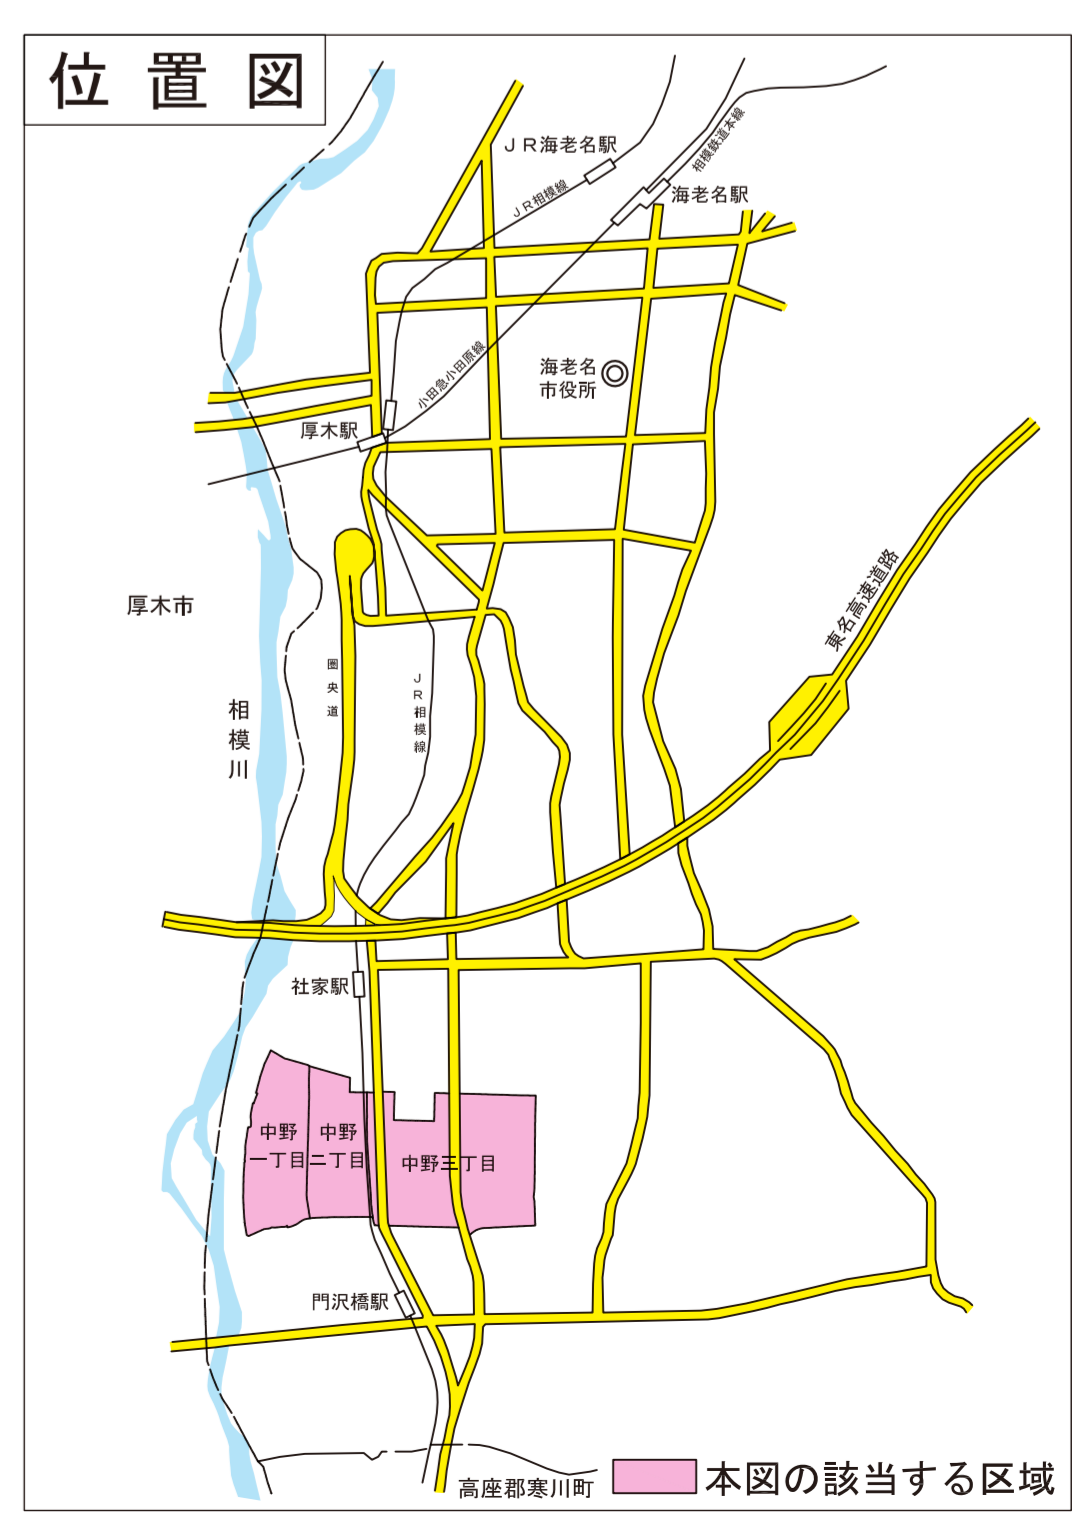 位置図
JR海老名駅
相模鉄道本線
JR相模線
海老名駅
小田急小田原線
海老名
市役所
厚木駅
東名高速道路
厚木市
圏央道
JR相模線
相模川
社家駅
中野
一丁目
中野
二丁目
中野三丁目
門沢橋駅
高座郡寒川町
本図の該当する区域